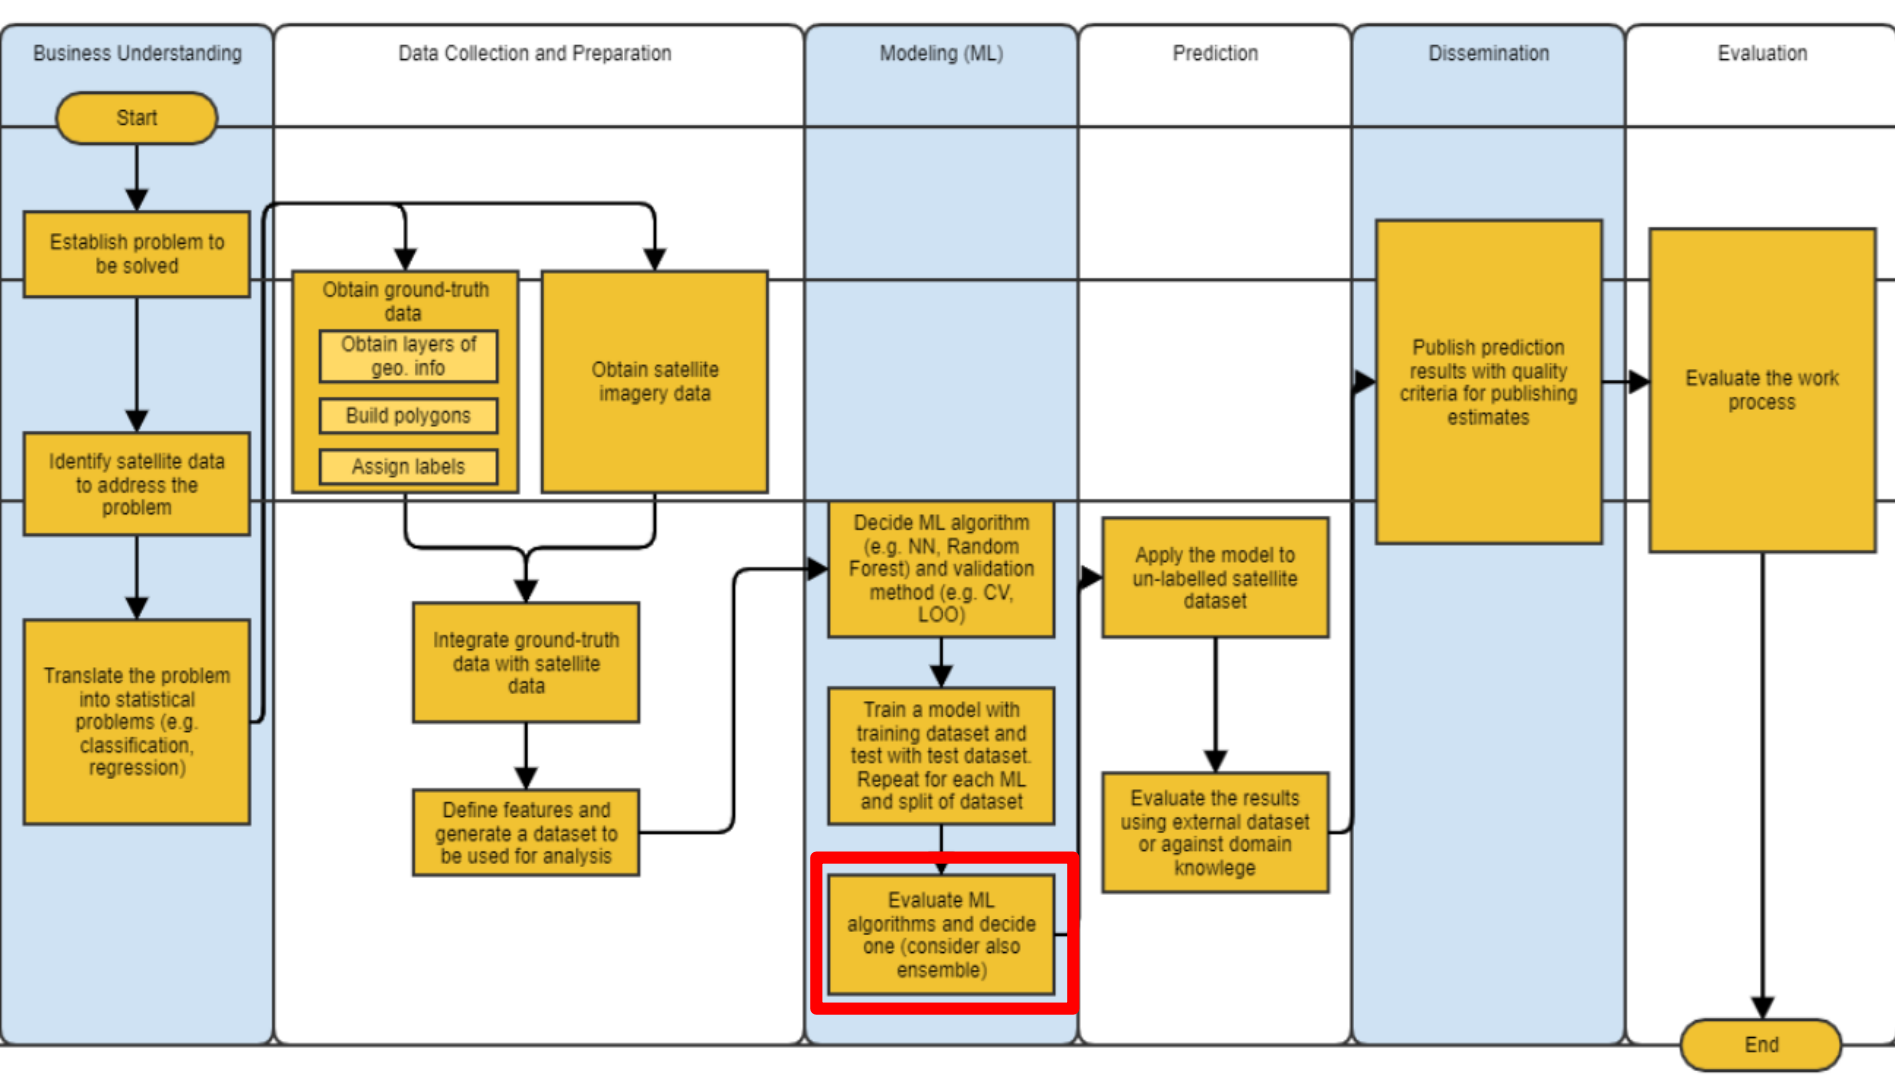 Business Understanding
Data Collection and Preparation
Modeling (ML)
Prediction
Dissemination
Evaluation
Start
Establish problem to
be solved
Identify satellite data
to address the
problem
Translate the problem
into statistical
problems (e.g.
classification,
regression)
Obtain ground-truth
data
Obtain layers of
geo. info
Build polygons
Assign labels
Obtain satellite
imagery data
Integrate ground-truth
data with satellite
data
Define features and
generate a dataset to
be used for analysis
Decide ML algorithm
(e.g. NN, Random
Forest) and validation
method (e.g. CV,
LOO)
Train a model with
training dataset and
test with test dataset.
Repeat for each ML
and split of dataset
Evaluate ML
algorithms and decide
one (consider also
ensemble)
Apply the model to
un-labelled satellite
dataset
Evaluate the results
using external dataset
or against domain
knowlege
Publish prediction
results with quality
criteria for publishing
estimates
Evaluate the work
process
End